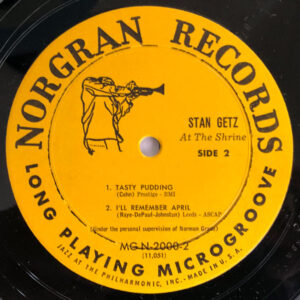 NORGRAN RECORDS
STAN GETZ
At The Shrine
SIDE 2
1. TASTY PUDDING
(Cohn) Prestige - BMI
2. I'LL REMEMBER APRIL
(Raye-DePaul-Johnston) Leeds - ASCAP
(Under the personal supervision of Norman Granz)
MG N-2000-2
(11,051)
LONG PLAYING MICROGROOVE
JAZZ AT THE PHILHARMONIC, INC. - MADE IN U.S.A.